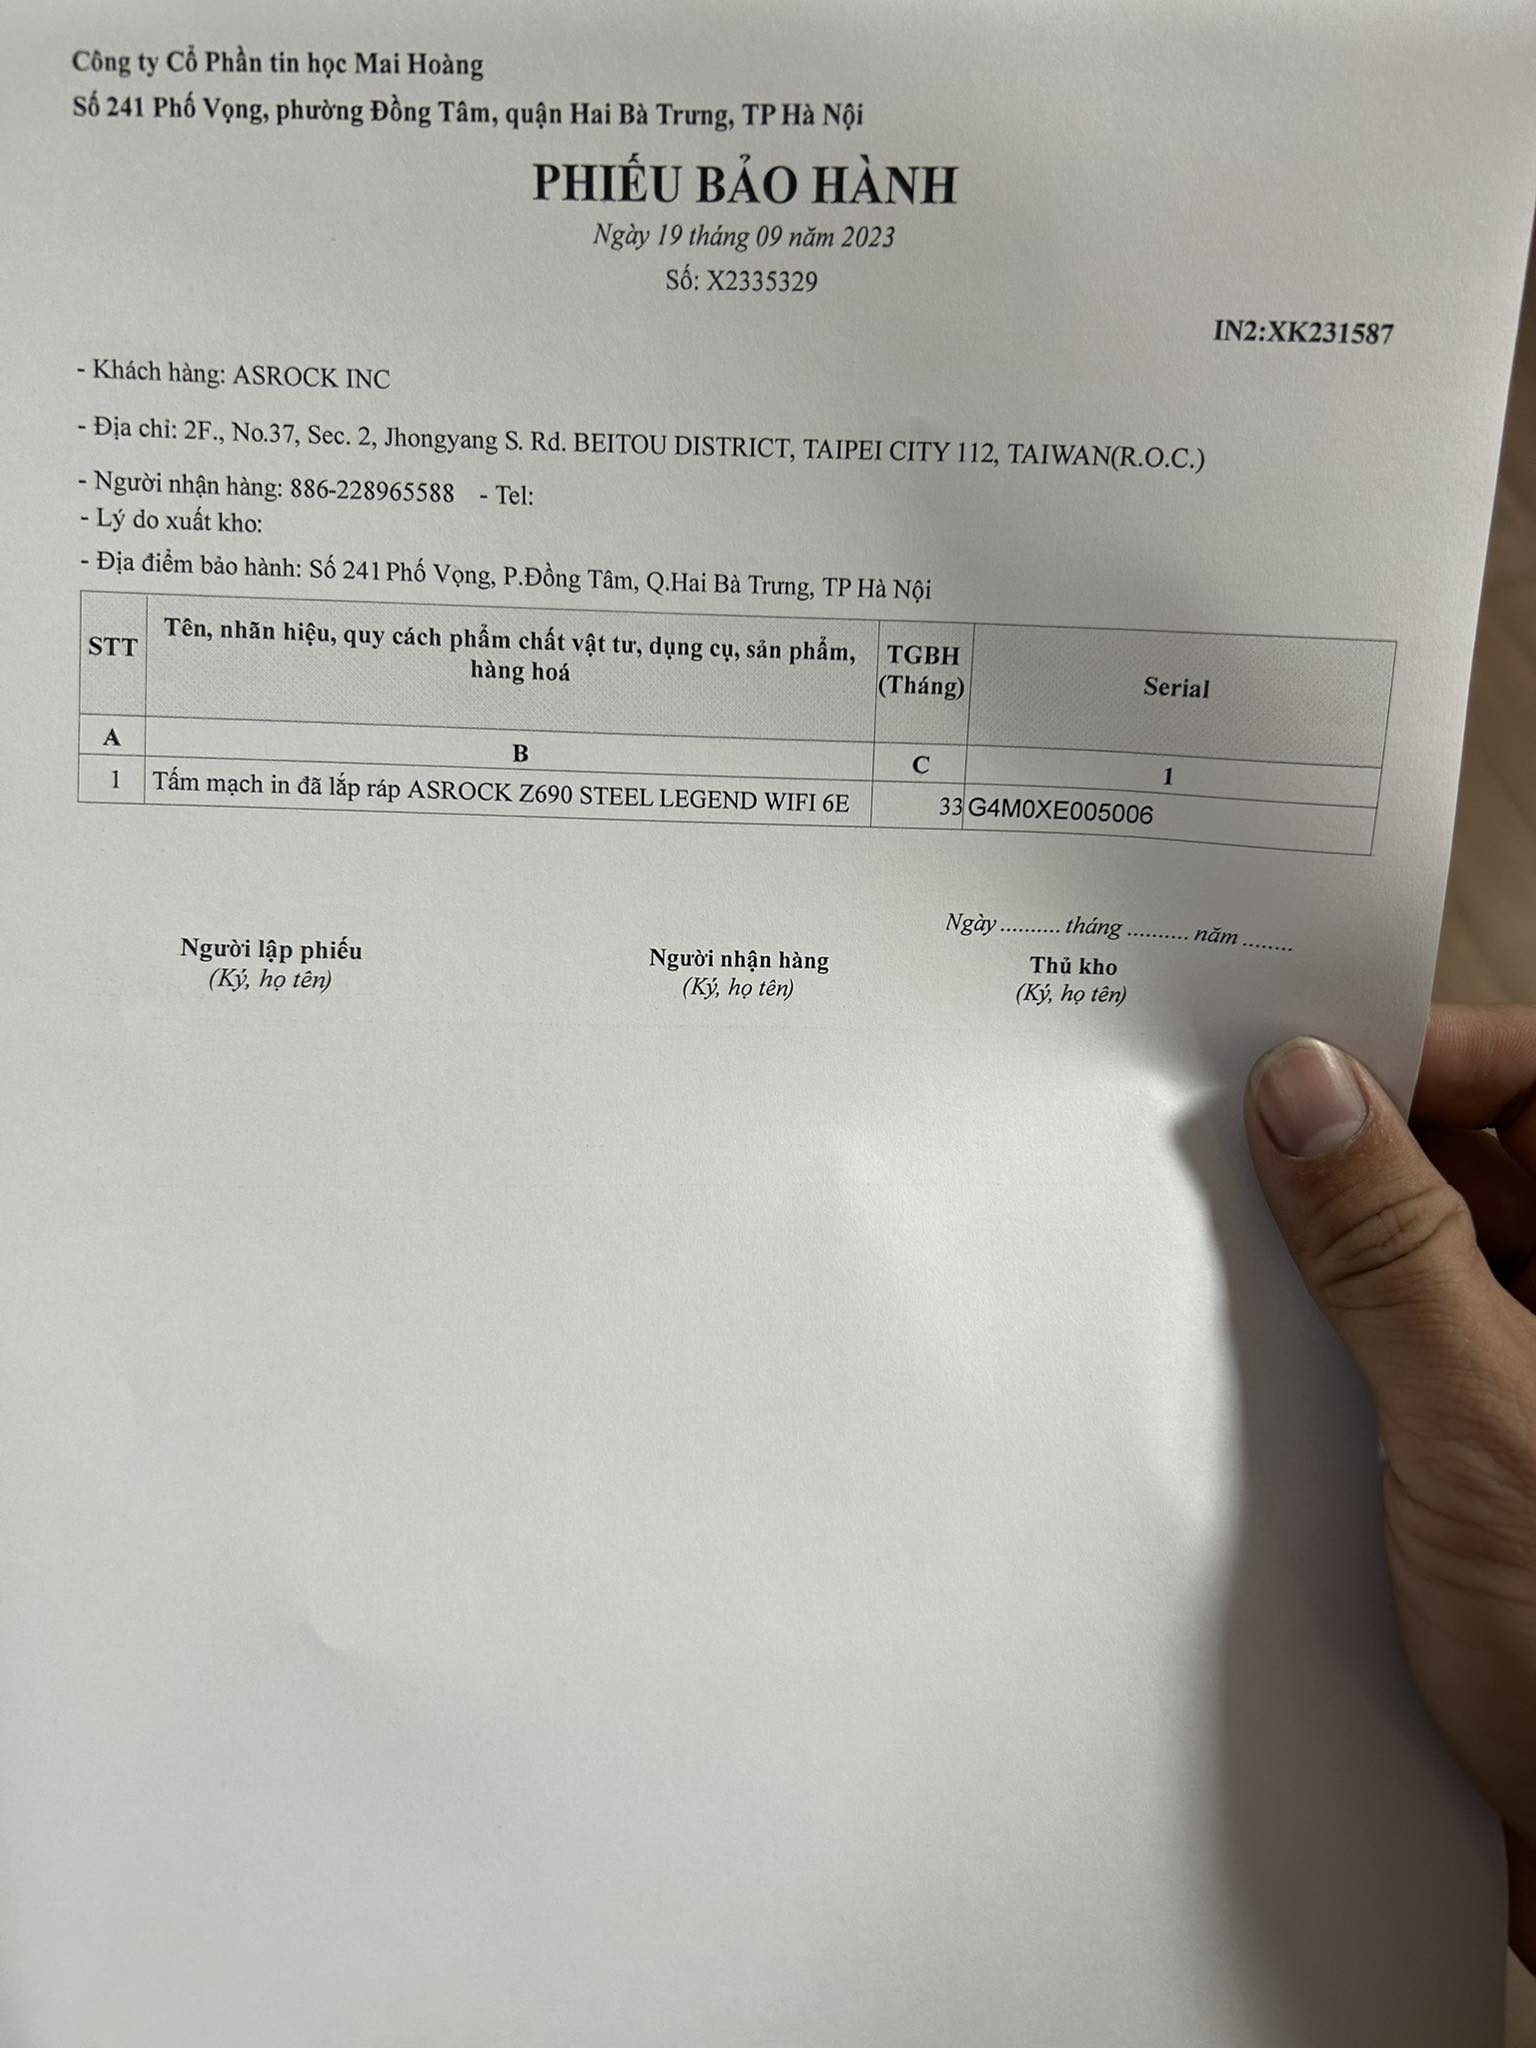 Công ty Cổ Phần tin học Mai Hoàng
Số 241 Phố Vọng, phường Đồng Tâm, quận Hai Bà Trưng, TP Hà Nội
PHIẾU BẢO HÀNH
Ngày 19 tháng 09 năm 2023
Số: X2335329
IN2:XK231587
- Khách hàng: ASROCK INC
- Địa chỉ: 2F., No.37, Sec. 2, Jhongyang S. Rd. BEITOU DISTRICT, TAIPEI CITY 112, TAIWAN(R.O.C.)
- Người nhận hàng: 886-228965588 - Tel:
- Lý do xuất kho:
- Địa điểm bảo hành: Số 241 Phố Vọng, P.Đồng Tâm, Q.Hai Bà Trưng, TP Hà Nội
STT Tên, nhãn hiệu, quy cách phẩm chất vật tư, dụng cụ, sản phẩm, hàng hoá TGBH (Tháng) Serial
A B C 1
1 Tấm mạch in đã lắp ráp ASROCK Z690 STEEL LEGEND WIFI 6E 33 G4M0XE005006
Ngày .......... tháng .......... năm ........
Người lập phiếu Người nhận hàng Thủ kho
(Ký, họ tên) (Ký, họ tên) (Ký, họ tên)